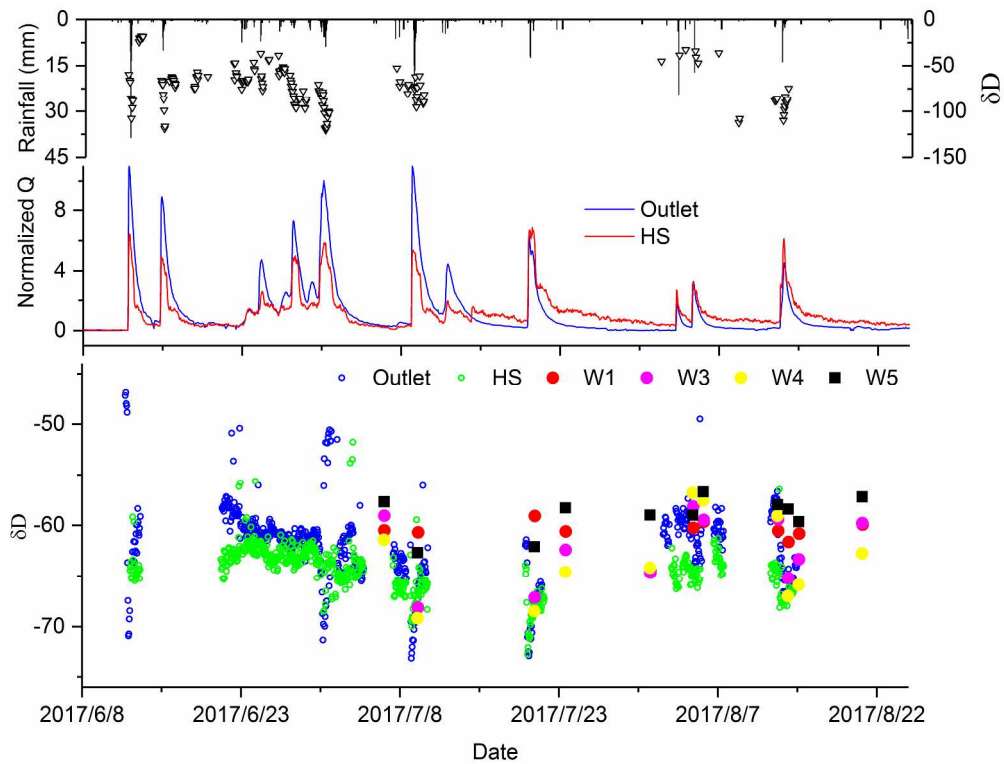 0
15
30
45
Rainfall (mm)
0
-50
-100
-150
δD
8
4
0
Normalized Q
Outlet
HS
Outlet HS W1 W3 W4 W5
-50
-60
-70
δD
2017/6/8 2017/6/23 2017/7/8 2017/7/23 2017/8/7 2017/8/22
Date